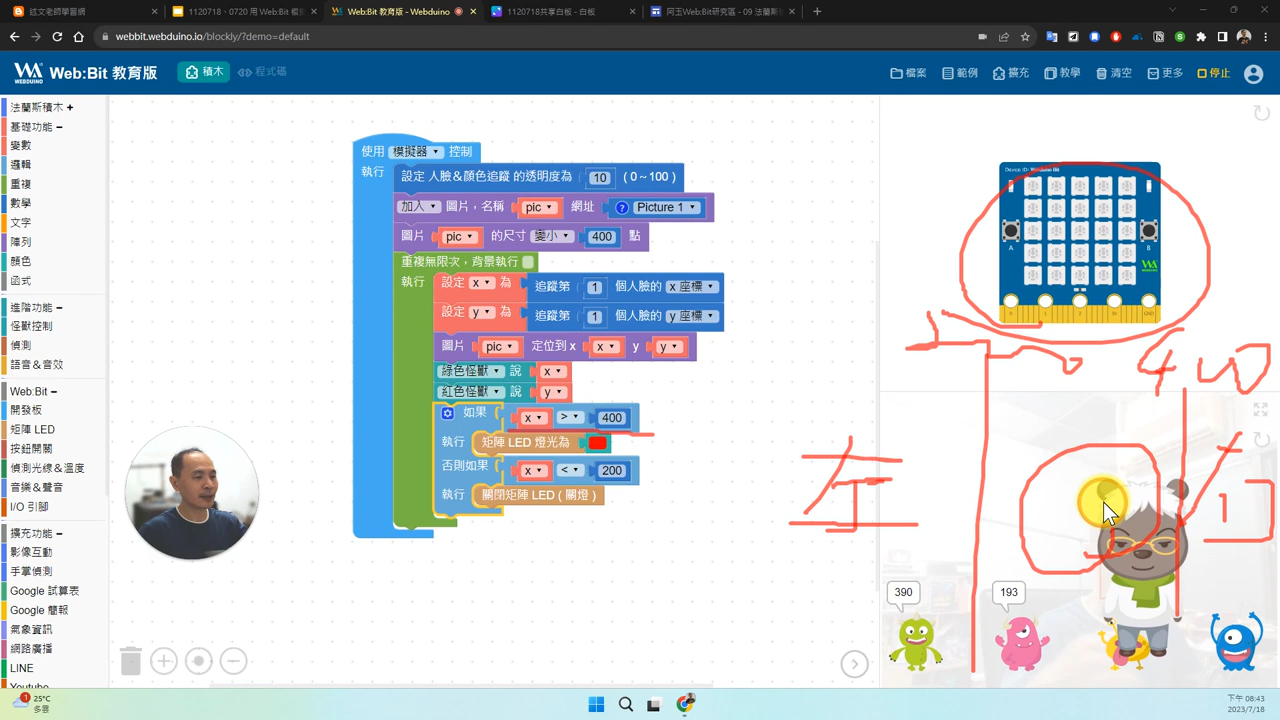 述文老師學習網
1120718、0720 用 Web:Bit 教
Web:Bit 教育版 - Webduino
1120718共享白板 - 白板
阿玉Web:Bit研究區 - 09 法蘭斯
webbit.webduino.io/blockly/?demo=default
WEBDUINO
Web:Bit 教育版
積木
程式碼
檔案
範例
擴充
教學
清空
更多
停止
法蘭斯積木
基礎功能
變數
邏輯
重複
數學
文字
陣列
顏色
函式
進階功能
怪獸控制
偵測
語音＆音效
Web:Bit
開發板
矩陣 LED
按鈕開關
偵測光線＆溫度
音樂＆聲音
I/O 引腳
擴充功能
影像互動
手掌偵測
Google 試算表
Google 簡報
氣象資訊
網路廣播
LINE
Youtube
使用 模擬器 控制
執行
設定 人臉＆顏色追蹤 的透明度為 10 ( 0～100 )
加入 圖片，名稱 pic 網址 Picture 1
圖片 pic 的尺寸 變小 400 點
重複無限次，背景執行
執行
設定 x 為 追蹤第 1 個人臉的 x 座標
設定 y 為 追蹤第 1 個人臉的 y 座標
圖片 pic 定位到 x x y y
綠色怪獸 說 x
紅色怪獸 說 y
如果 x > 400
執行 矩陣 LED 燈光為
否則如果 x < 200
執行 關閉矩陣 LED ( 關燈 )
A
B
400
左
右
390
193
1
25°C
多雲
下午 08:43
2023/7/18